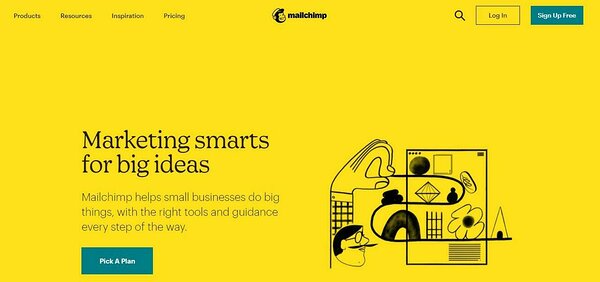 Products Resources Inspiration Pricing mailchimp Log In Sign Up Free
Marketing smarts
for big ideas
Mailchimp helps small businesses do big
things, with the right tools and guidance
every step of the way.
Pick A Plan